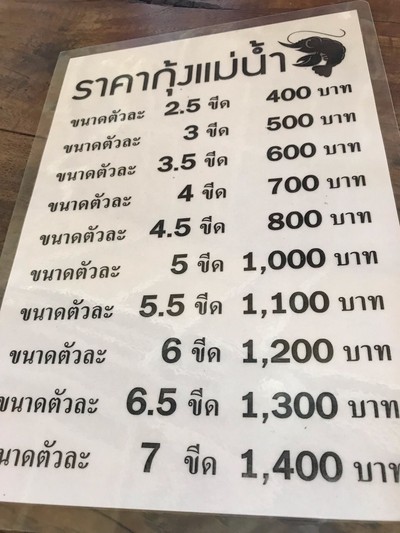 ราคากุ้งแม่น้ำ
ขนาดตัวละ 2.5 ขีด 400 บาท
ขนาดตัวละ 3 ขีด 500 บาท
ขนาดตัวละ 3.5 ขีด 600 บาท
ขนาดตัวละ 4 ขีด 700 บาท
ขนาดตัวละ 4.5 ขีด 800 บาท
ขนาดตัวละ 5 ขีด 1,000 บาท
ขนาดตัวละ 5.5 ขีด 1,100 บาท
ขนาดตัวละ 6 ขีด 1,200 บาท
ขนาดตัวละ 6.5 ขีด 1,300 บาท
ขนาดตัวละ 7 ขีด 1,400 บาท